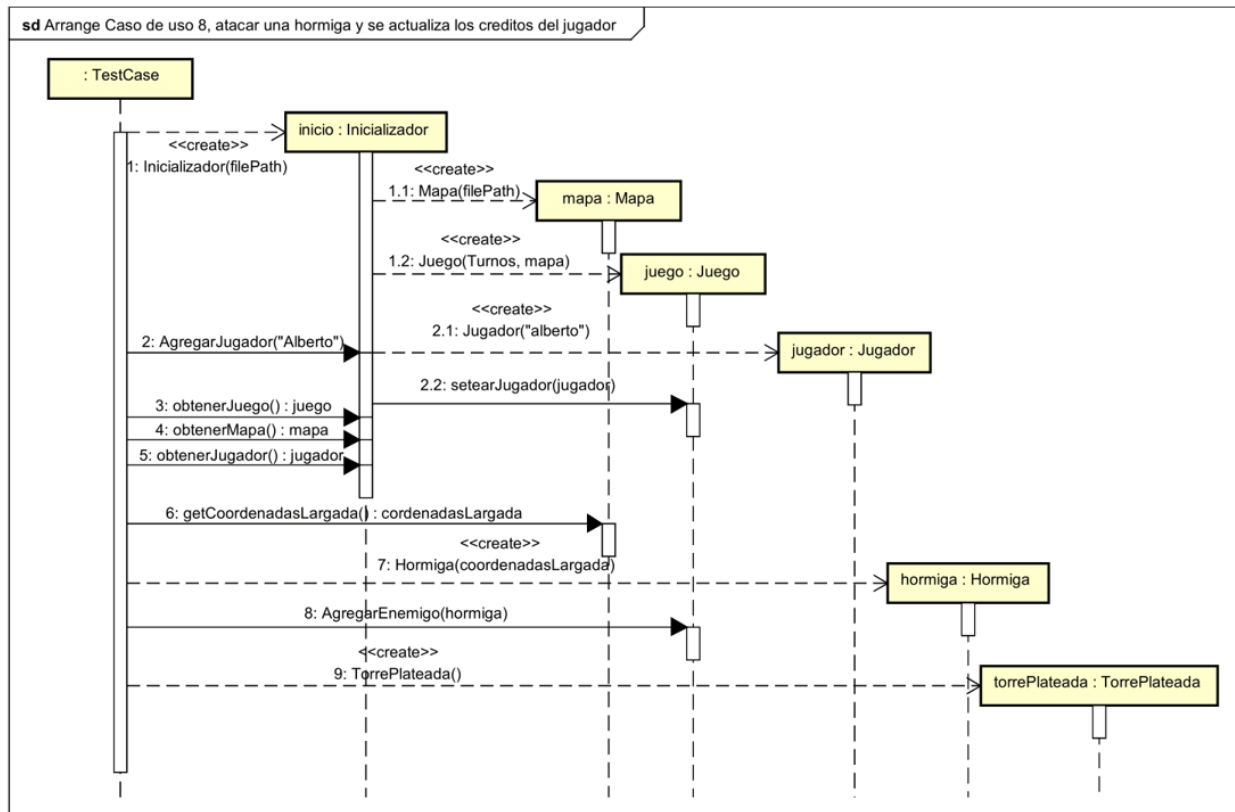 sd Arrange Caso de uso 8, atacar una hormiga y se actualiza los creditos del jugador
: TestCase
inicio : Inicializador
<<create>>
1: Inicializador(filePath)
<<create>>
1.1: Mapa(filePath)
mapa : Mapa
<<create>>
1.2: Juego(Turnos, mapa)
juego : Juego
<<create>>
2.1: Jugador("alberto")
2: AgregarJugador("Alberto")
jugador : Jugador
2.2: setearJugador(jugador)
3: obtenerJuego() : juego
4: obtenerMapa() : mapa
5: obtenerJugador() : jugador
6: getCoordenadasLargada() : cordenadasLargada
<<create>>
7: Hormiga(coordenadasLargada)
hormiga : Hormiga
8: AgregarEnemigo(hormiga)
<<create>>
9: TorrePlateada()
torrePlateada : TorrePlateada